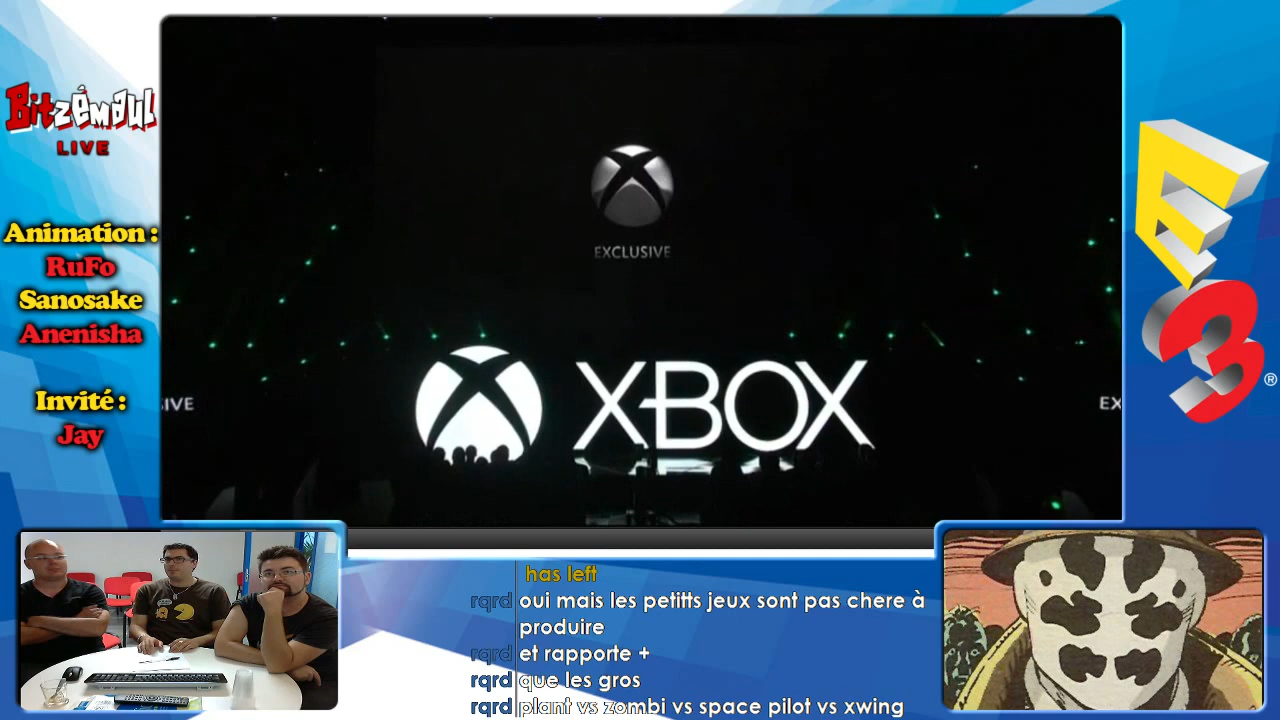 Bitzémaul
LIVE
Animation :
RuFo
Sanosake
Anenisha
Invité :
Jay
EXCLUSIVE
XBOX
IVE
EX
E3
®
has left
rqrd oui mais les petitts jeux sont pas chere à
produire
rqrd et rapporte +
rqrd que les gros
rqrd plant vs zombi vs space pilot vs xwing